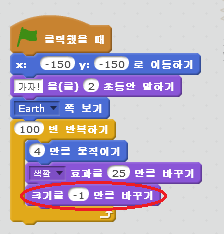 클릭했을 때
x: -150 y: -150 로 이동하기
가자! 을(를) 2 초동안 말하기
Earth 쪽 보기
100 번 반복하기
4 만큼 움직이기
색깔 효과를 25 만큼 바꾸기
크기를 -1 만큼 바꾸기